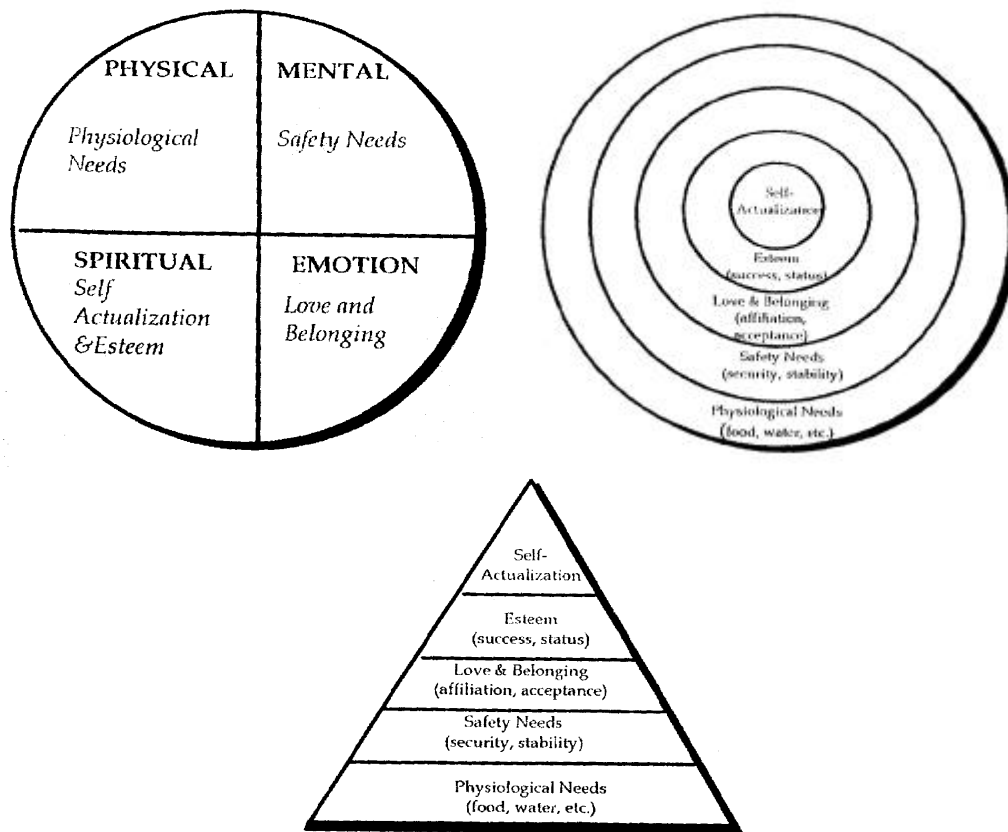 PHYSICAL
Physiological
Needs
MENTAL
Safety Needs
SPIRITUAL
Self
Actualization
&Esteem
EMOTION
Love and
Belonging
Self-
Actualization
Esteem
(success, status)
Love & Belonging
(affiliation,
acceptance)
Safety Needs
(security, stability)
Physiological Needs
(food, water, etc.)
Self-
Actualization
Esteem
(success, status)
Love & Belonging
(affiliation, acceptance)
Safety Needs
(security, stability)
Physiological Needs
(food, water, etc.)